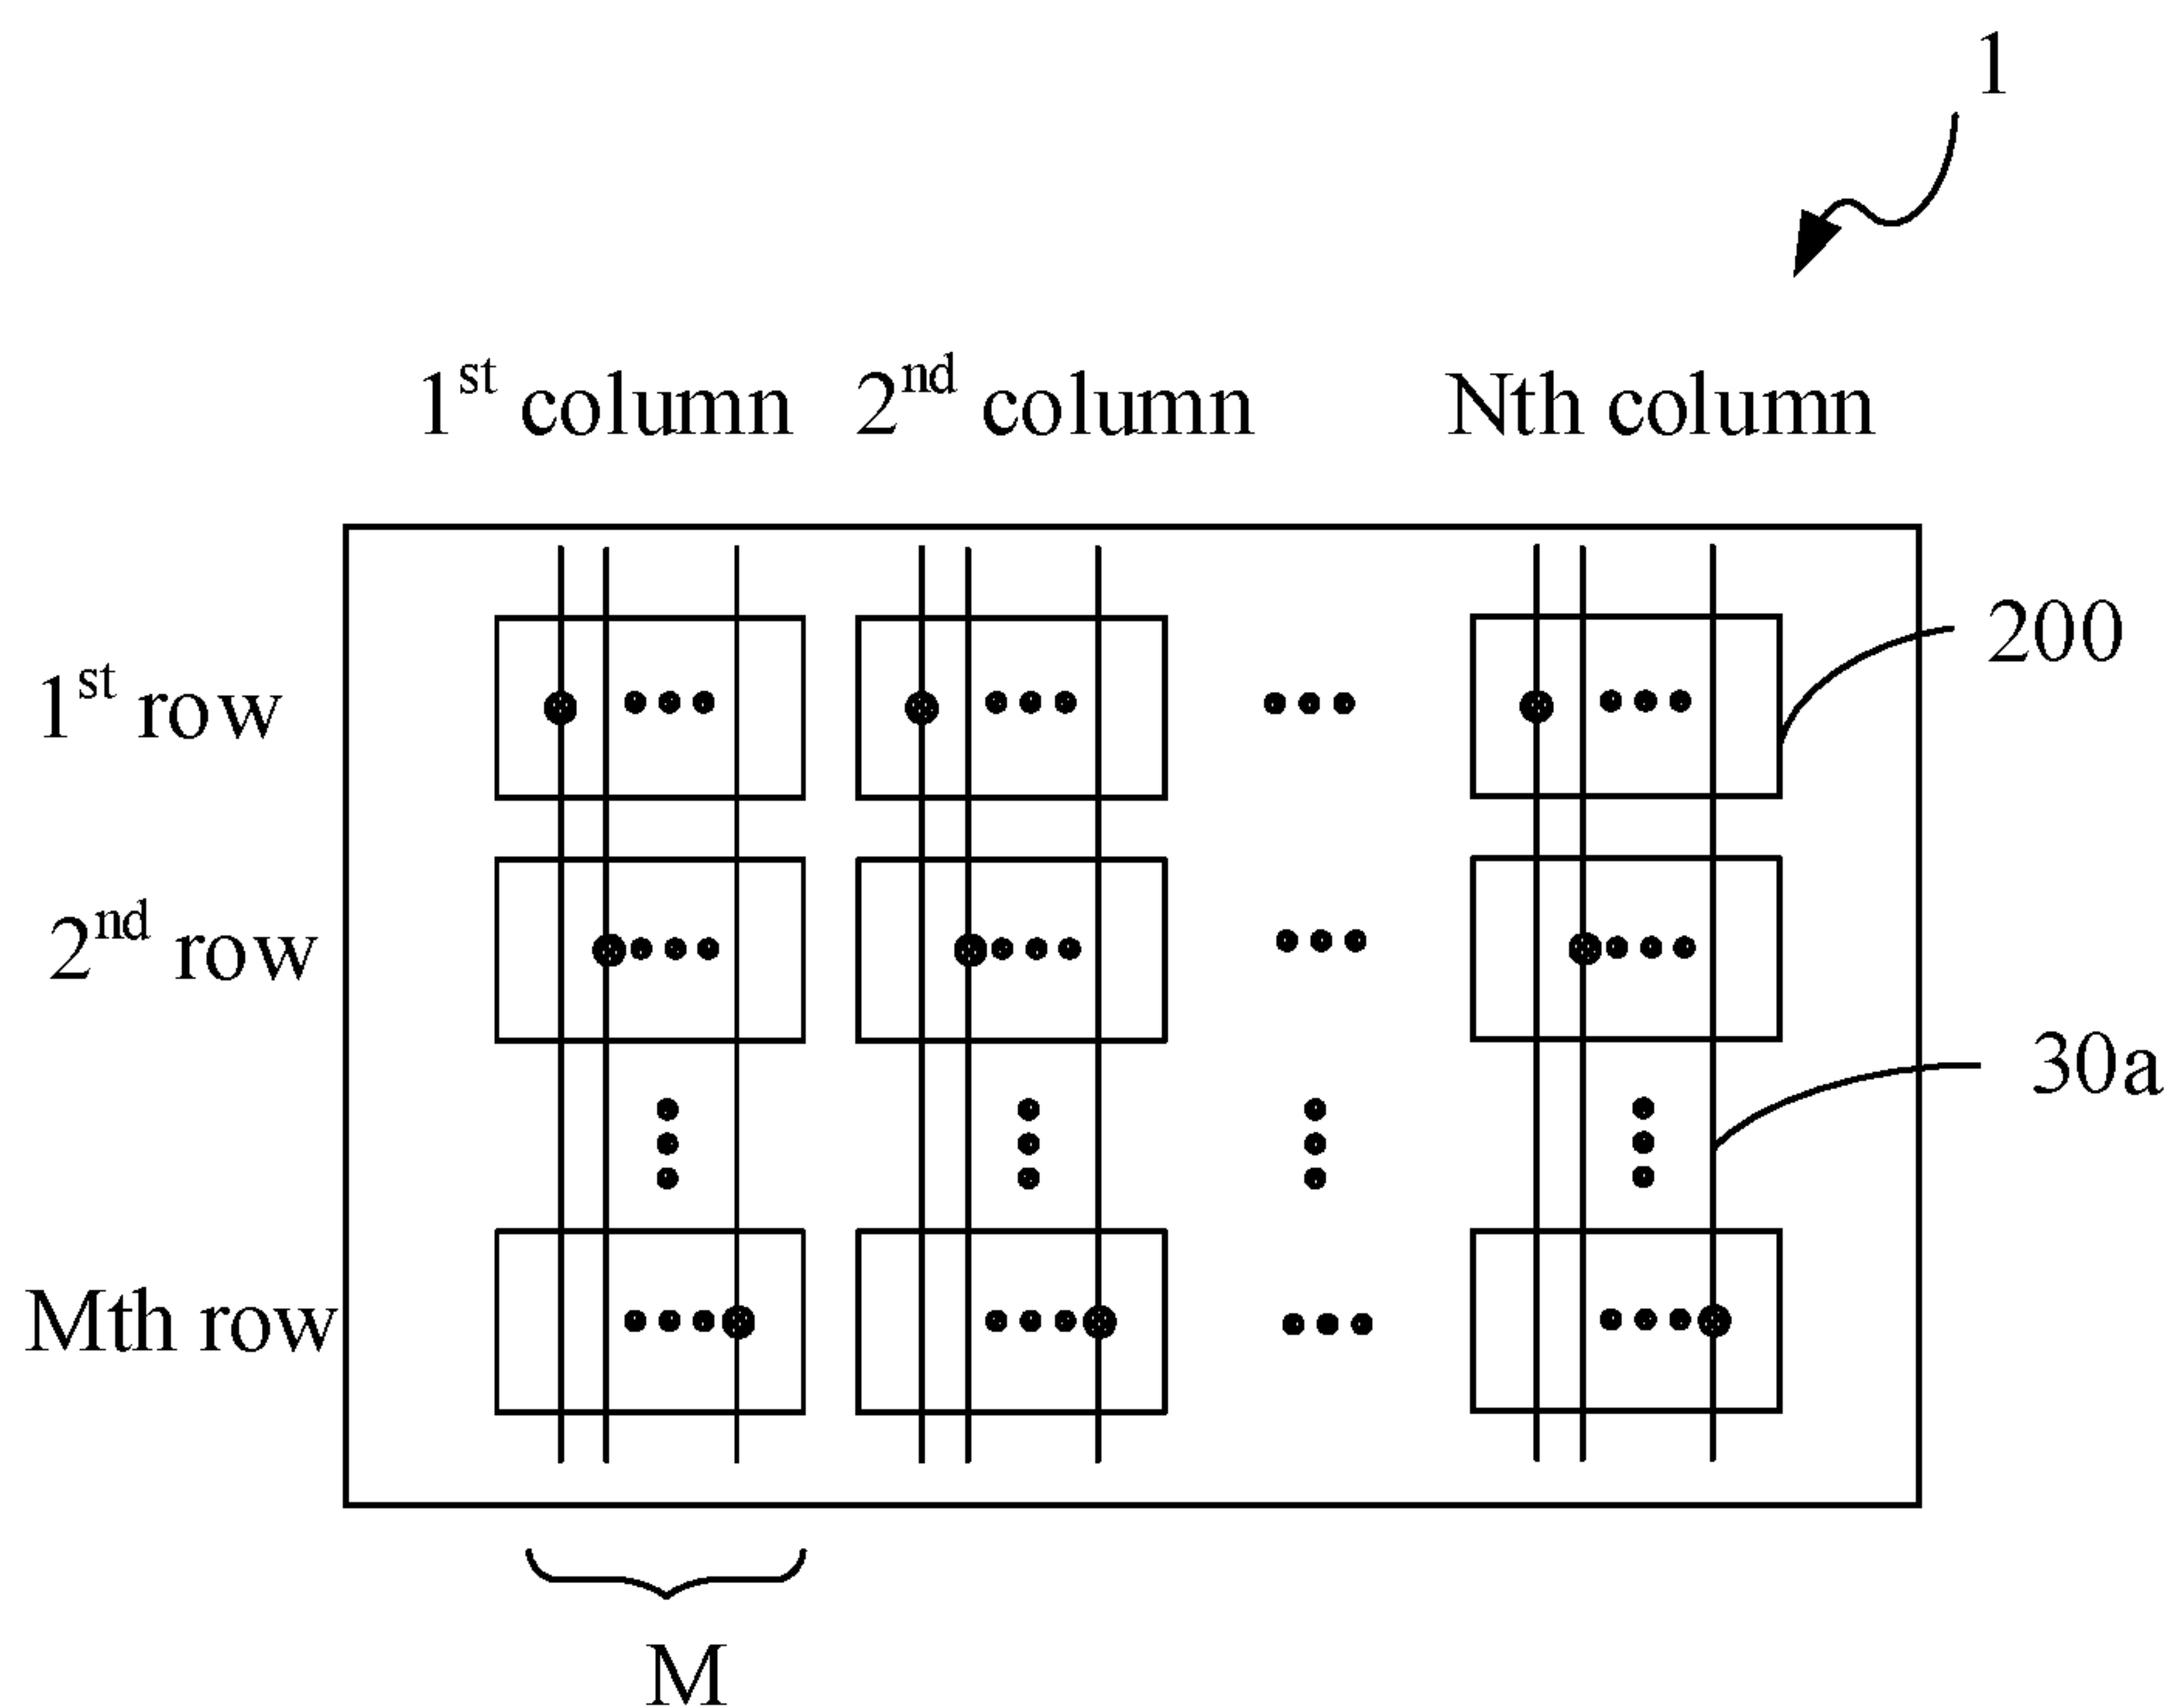 1
1st column 2nd column Nth column
200
1st row
2nd row
30a
Mth row
M